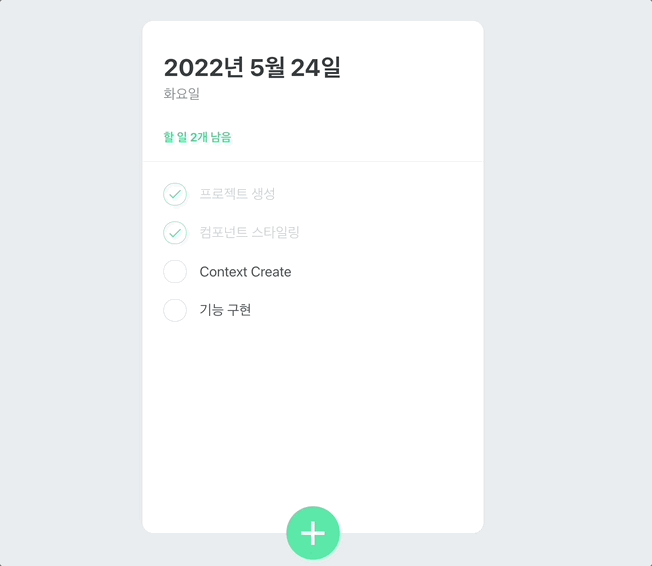 2022년 5월 24일
화요일
할 일 2개 남음
프로젝트 생성
컴포넌트 스타일링
Context Create
기능 구현